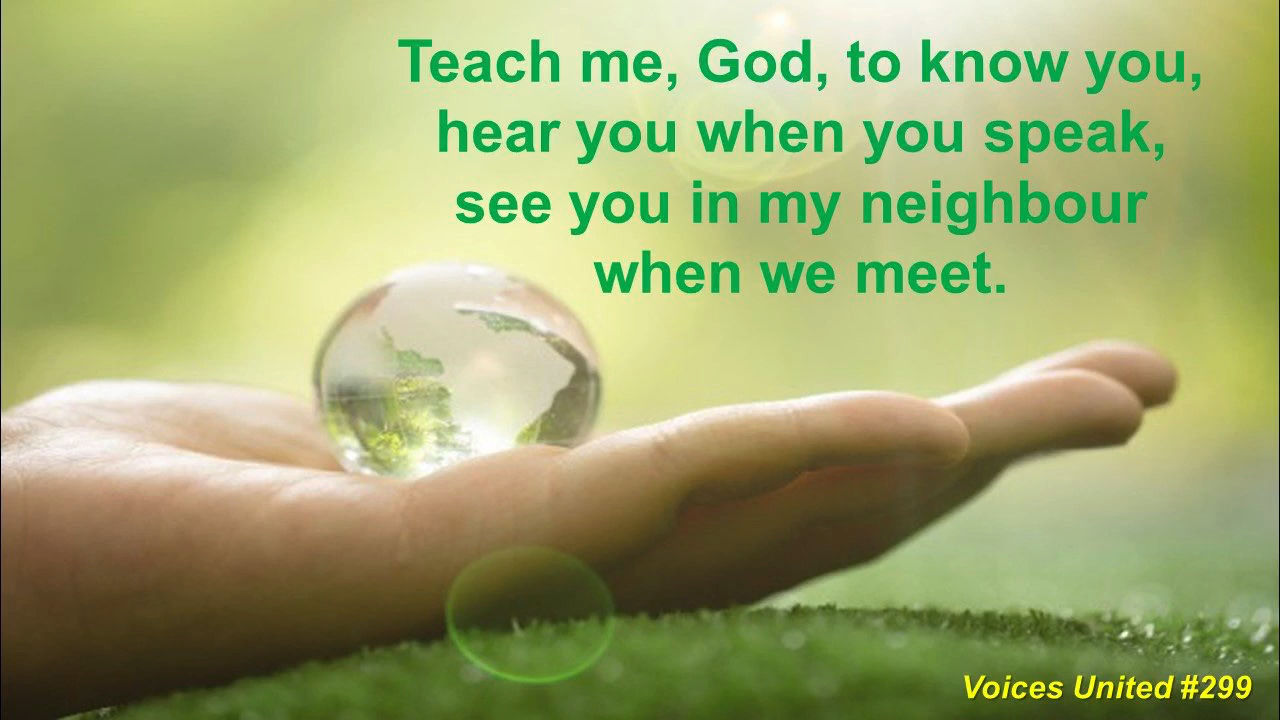 Teach me, God, to know you,
hear you when you speak,
see you in my neighbour
when we meet.
Voices United #299